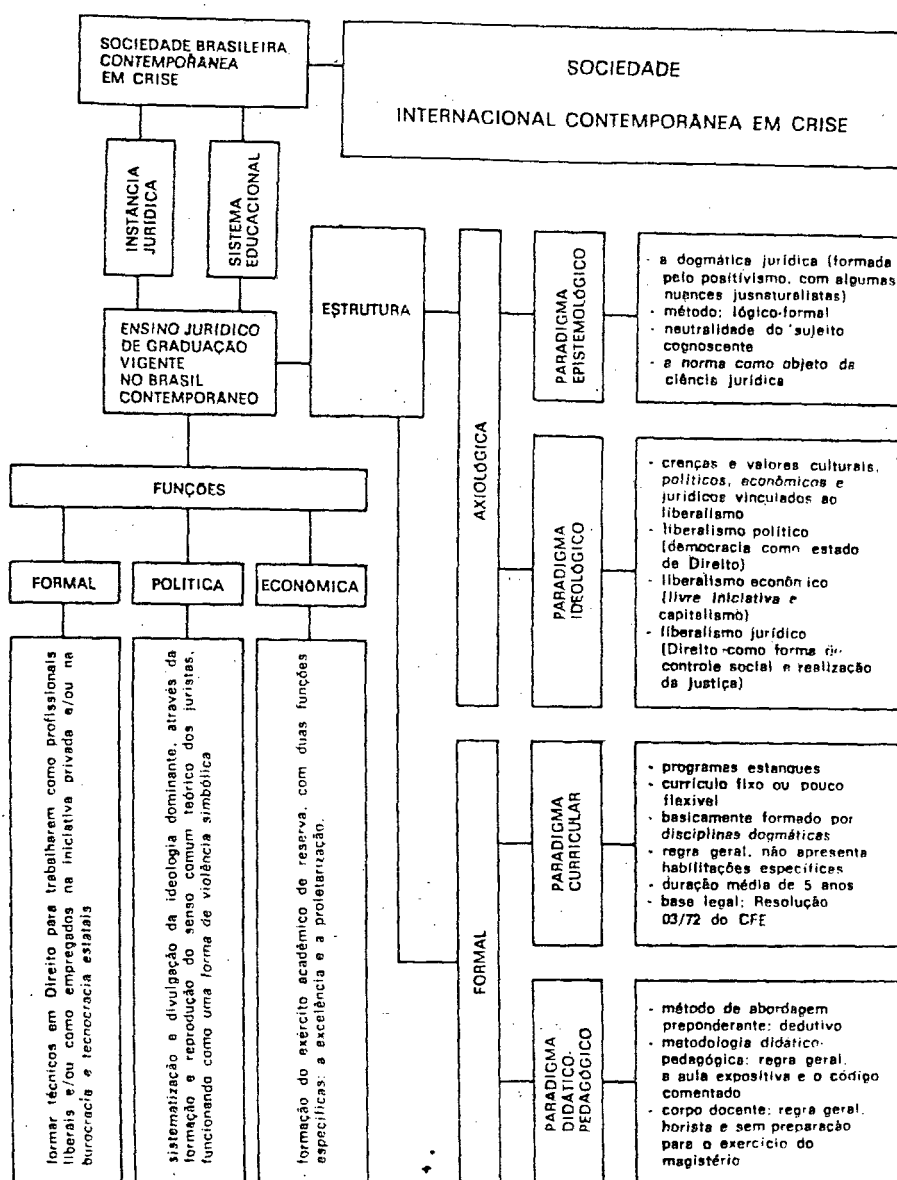 SOCIEDADE BRASILEIRA
CONTEMPORÂNEA
EM CRISE
SOCIEDADE
INTERNACIONAL CONTEMPORÂNEA EM CRISE
INSTÂNCIA
JURÍDICA
SISTEMA
EDUCACIONAL
ENSINO JURÍDICO
DE GRADUAÇÃO
VIGENTE
NO BRASIL
CONTEMPORÂNEO
ESTRUTURA
FUNÇÕES
FORMAL
POLÍTICA
ECONÔMICA
formar técnicos em Direito para trabalharem como profissionais
liberais e/ou como empregados na iniciativa privada e/ou na
burocracia e tecnocracia estatais
sistematização e divulgação da ideologia dominante, através da
formação e reprodução do senso comum teórico dos juristas,
funcionando como uma forma de violência simbólica
formação do exército acadêmico de reserva, com duas funções
específicas: a excelência e a proletarização.
AXIOLÓGICA
PARADIGMA
EPISTEMOLÓGICO
- a dogmática jurídica (formada
pelo positivismo, com algumas
nuances jusnaturalistas)
- método: lógico-formal
- neutralidade do sujeito
cognoscente
- a norma como objeto da
ciência jurídica
PARADIGMA
IDEOLÓGICO
- crenças e valores culturais,
políticos, econômicos e
jurídicos vinculados ao
liberalismo
- liberalismo político
(democracia como estado
de Direito)
- liberalismo econômico
(livre iniciativa e
capitalismo)
- liberalismo jurídico
(Direito como forma de
controle social e realização
da Justiça)
FORMAL
PARADIGMA
CURRICULAR
- programas estanques
- currículo fixo ou pouco
flexível
- basicamente formado por
disciplinas dogmáticas
- regra geral, não apresenta
habilitações específicas
- duração média de 5 anos
- base legal: Resolução
03/72 do CFE
PARADIGMA
DIDÁTICO-
PEDAGÓGICO
- método de abordagem
preponderante: dedutivo
- metodologia didático-
pedagógica: regra geral,
a aula expositiva e o código
comentado
- corpo docente: regra geral,
horista e sem preparação
para o exercício do
magistério